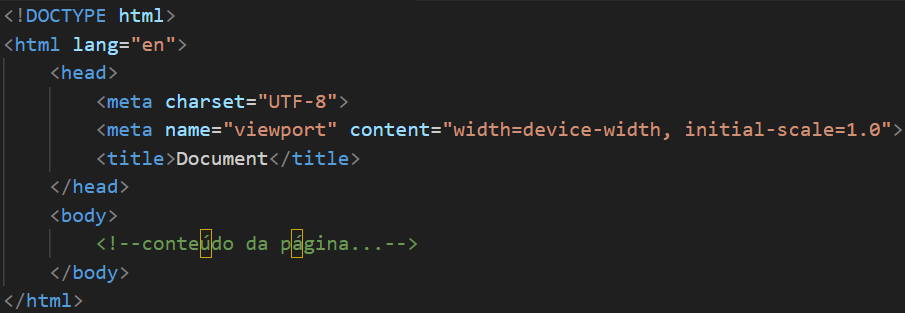 <!DOCTYPE html>
<html lang="en">
<head>
<meta charset="UTF-8">
<meta name="viewport" content="width=device-width, initial-scale=1.0">
<title>Document</title>
</head>
<body>
<!--conteúdo da página...-->
</body>
</html>